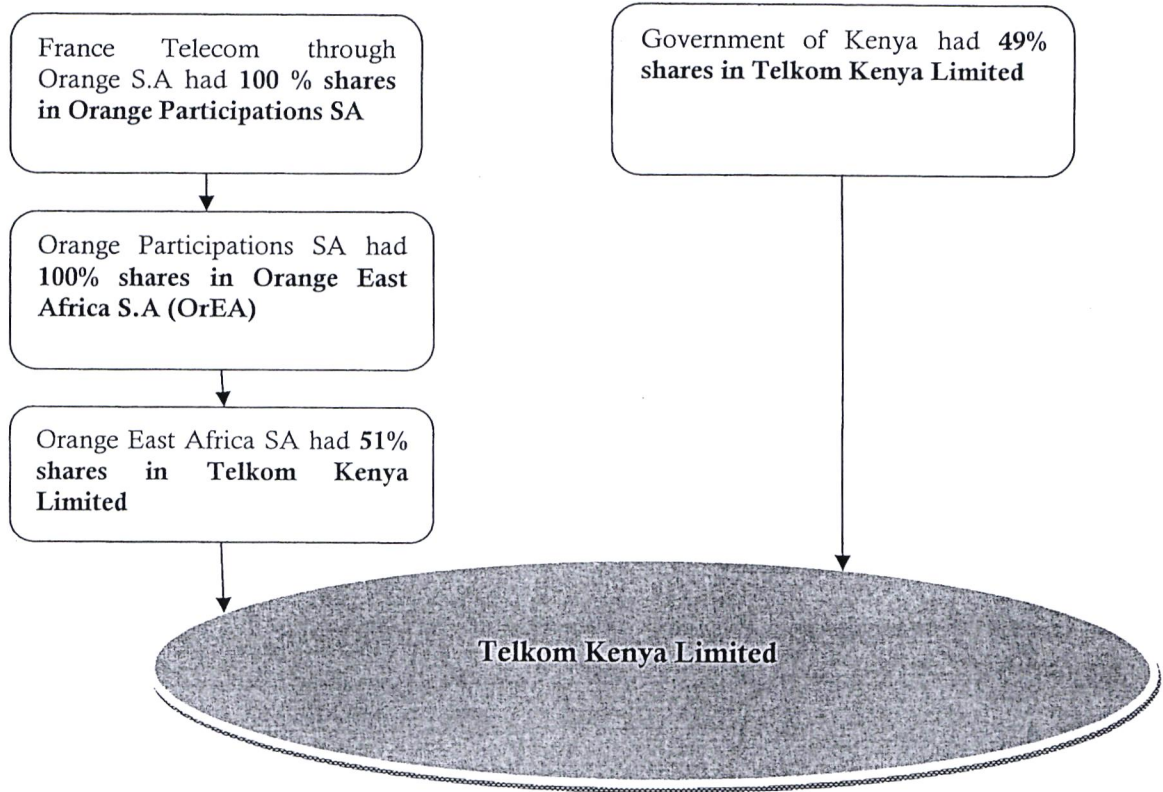 France Telecom through
Orange S.A had 100 % shares
in Orange Participations SA
Government of Kenya had 49%
shares in Telkom Kenya Limited
Orange Participations SA had
100% shares in Orange East
Africa S.A (OrEA)
Orange East Africa SA had 51%
shares in Telkom Kenya
Limited
Telkom Kenya Limited